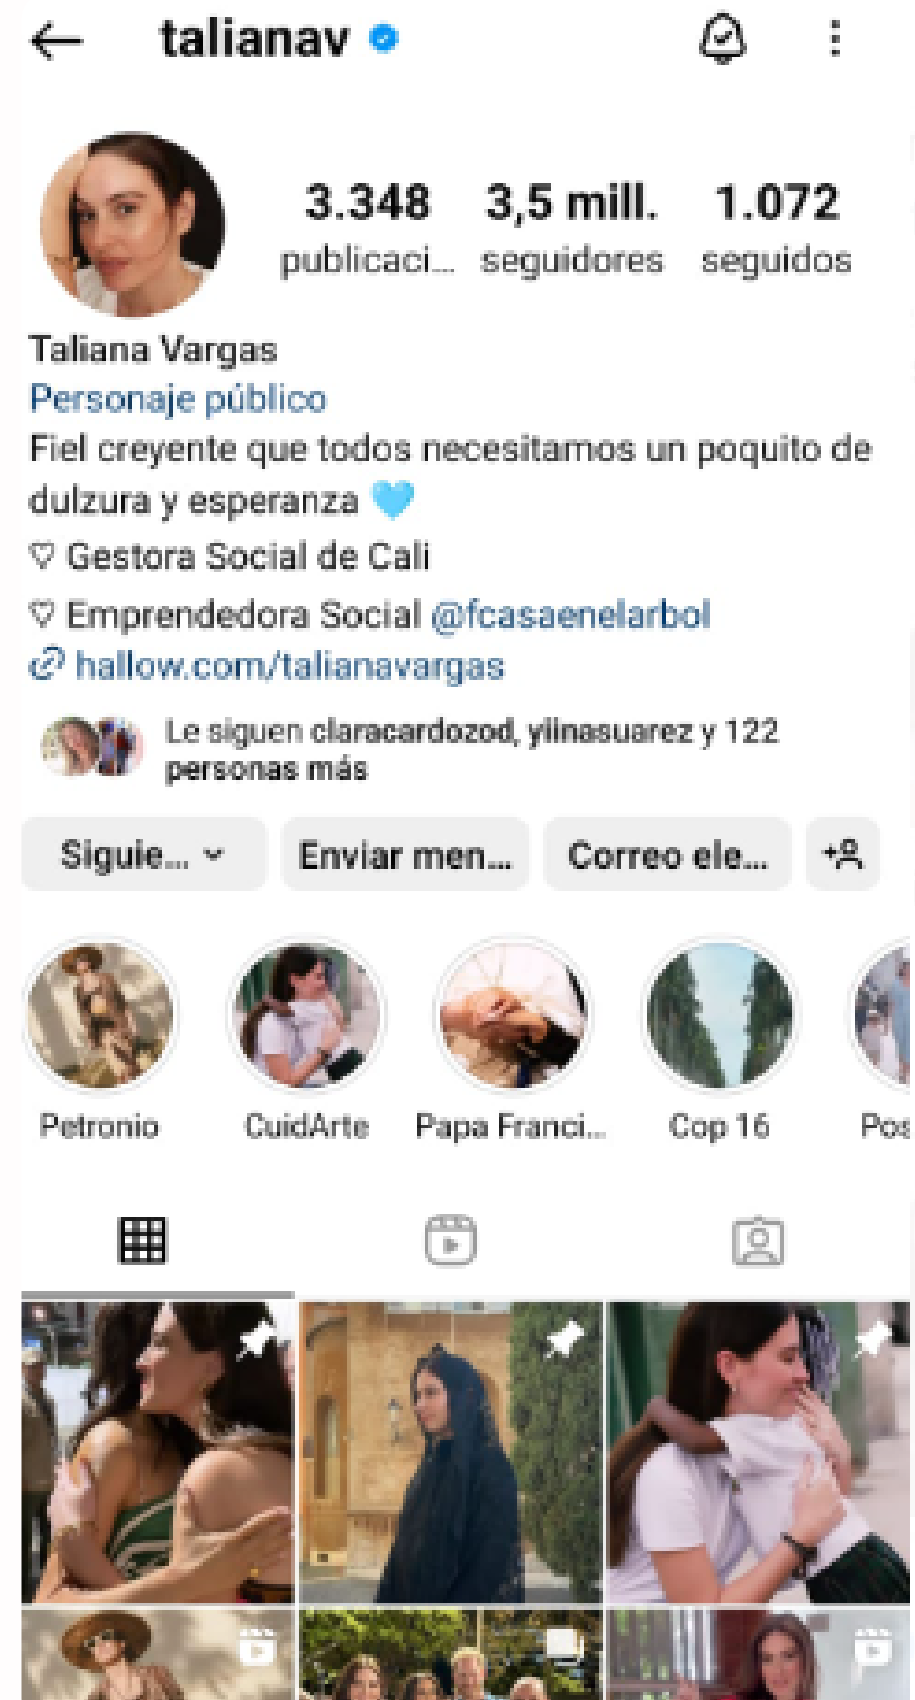 talianav
3.348 3,5 mill. 1.072
publicaci... seguidores seguidos
Taliana Vargas
Personaje público
Fiel creyente que todos necesitamos un poquito de
dulzura y esperanza 🩵
♡ Gestora Social de Cali
♡ Emprendedora Social @fcasaenelarbol
hallow.com/talianavargas
Le siguen claracardozod, ylinasuarez y 122
personas más
Siguie... Enviar men... Correo ele...
Petronio CuidArte Papa Franci... Cop 16 Pos